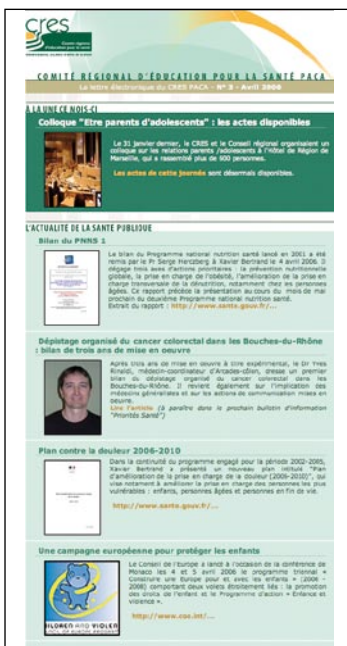 cres
COMITÉ RÉGIONAL D'ÉDUCATION POUR LA SANTÉ PACA
La lettre électronique du CRES PACA - N° 3 - Avril 2006
À LA UNE CE MOIS-CI
Colloque "Etre parents d'adolescents" : les actes disponibles
Le 31 janvier dernier, le CRES et le Conseil régional organisaient un
colloque sur les relations parents /adolescents à l'Hôtel de Région de
Marseille, qui a rassemblé plus de 600 personnes.
Les actes de cette journée sont désormais disponibles.
L'ACTUALITÉ DE LA SANTÉ PUBLIQUE
Bilan du PNNS 1
Le bilan du Programme national nutrition santé lancé en 2001 a été
remis par le Pr Serge Hercberg à Xavier Bertrand le 4 avril 2006. Il
dégage trois axes d'actions prioritaires : la prévention nutritionnelle
globale, la prise en charge de l'obésité, l'amélioration de la prise en
charge transversale de la dénutrition, notamment chez les personnes
âgées. Ce rapport précède la présentation au cours du mois de mai
prochain du deuxième Programme national nutrition santé.
Extrait du rapport : http://www.sante.gouv.fr/...
Dépistage organisé du cancer colorectal dans les Bouches-du-Rhône
: bilan de trois ans de mise en oeuvre
Après trois ans de mise en oeuvre à titre expérimental, le Dr Yves
Rinaldi, médecin-coordinateur d'Arcades-côlon, dresse un premier
bilan du dépistage organisé du cancer colorectal dans les
Bouches-du-Rhône. Il revient également sur l'implication des
médecins généralistes et sur les actions de communication mises en
oeuvre.
Lire l'article (à paraître dans le prochain bulletin d'information
"Priorités Santé")
Plan contre la douleur 2006-2010
Dans la continuité du programme engagé pour la période 2002-2005,
Xavier Bertrand a présenté un nouveau plan intitulé "Plan
d'amélioration de la prise en charge de la douleur (2006-2010)", qui
vise notamment à améliorer la prise en charge des personnes les plus
vulnérables : enfants, personnes âgées et personnes en fin de vie.
http://www.sante.gouv.fr/...
Une campagne européenne pour protéger les enfants
Le Conseil de l'Europe a lancé à l'occasion de la conférence de
Monaco les 4 et 5 avril 2006 le programme triennal «
Construire une Europe pour et avec les enfants » (2006 -
2008) comportant deux volets étroitement liés : la promotion
des droits de l'enfant et le Programme d'action « Enfance et
violence ».
http://www.coe.int/...